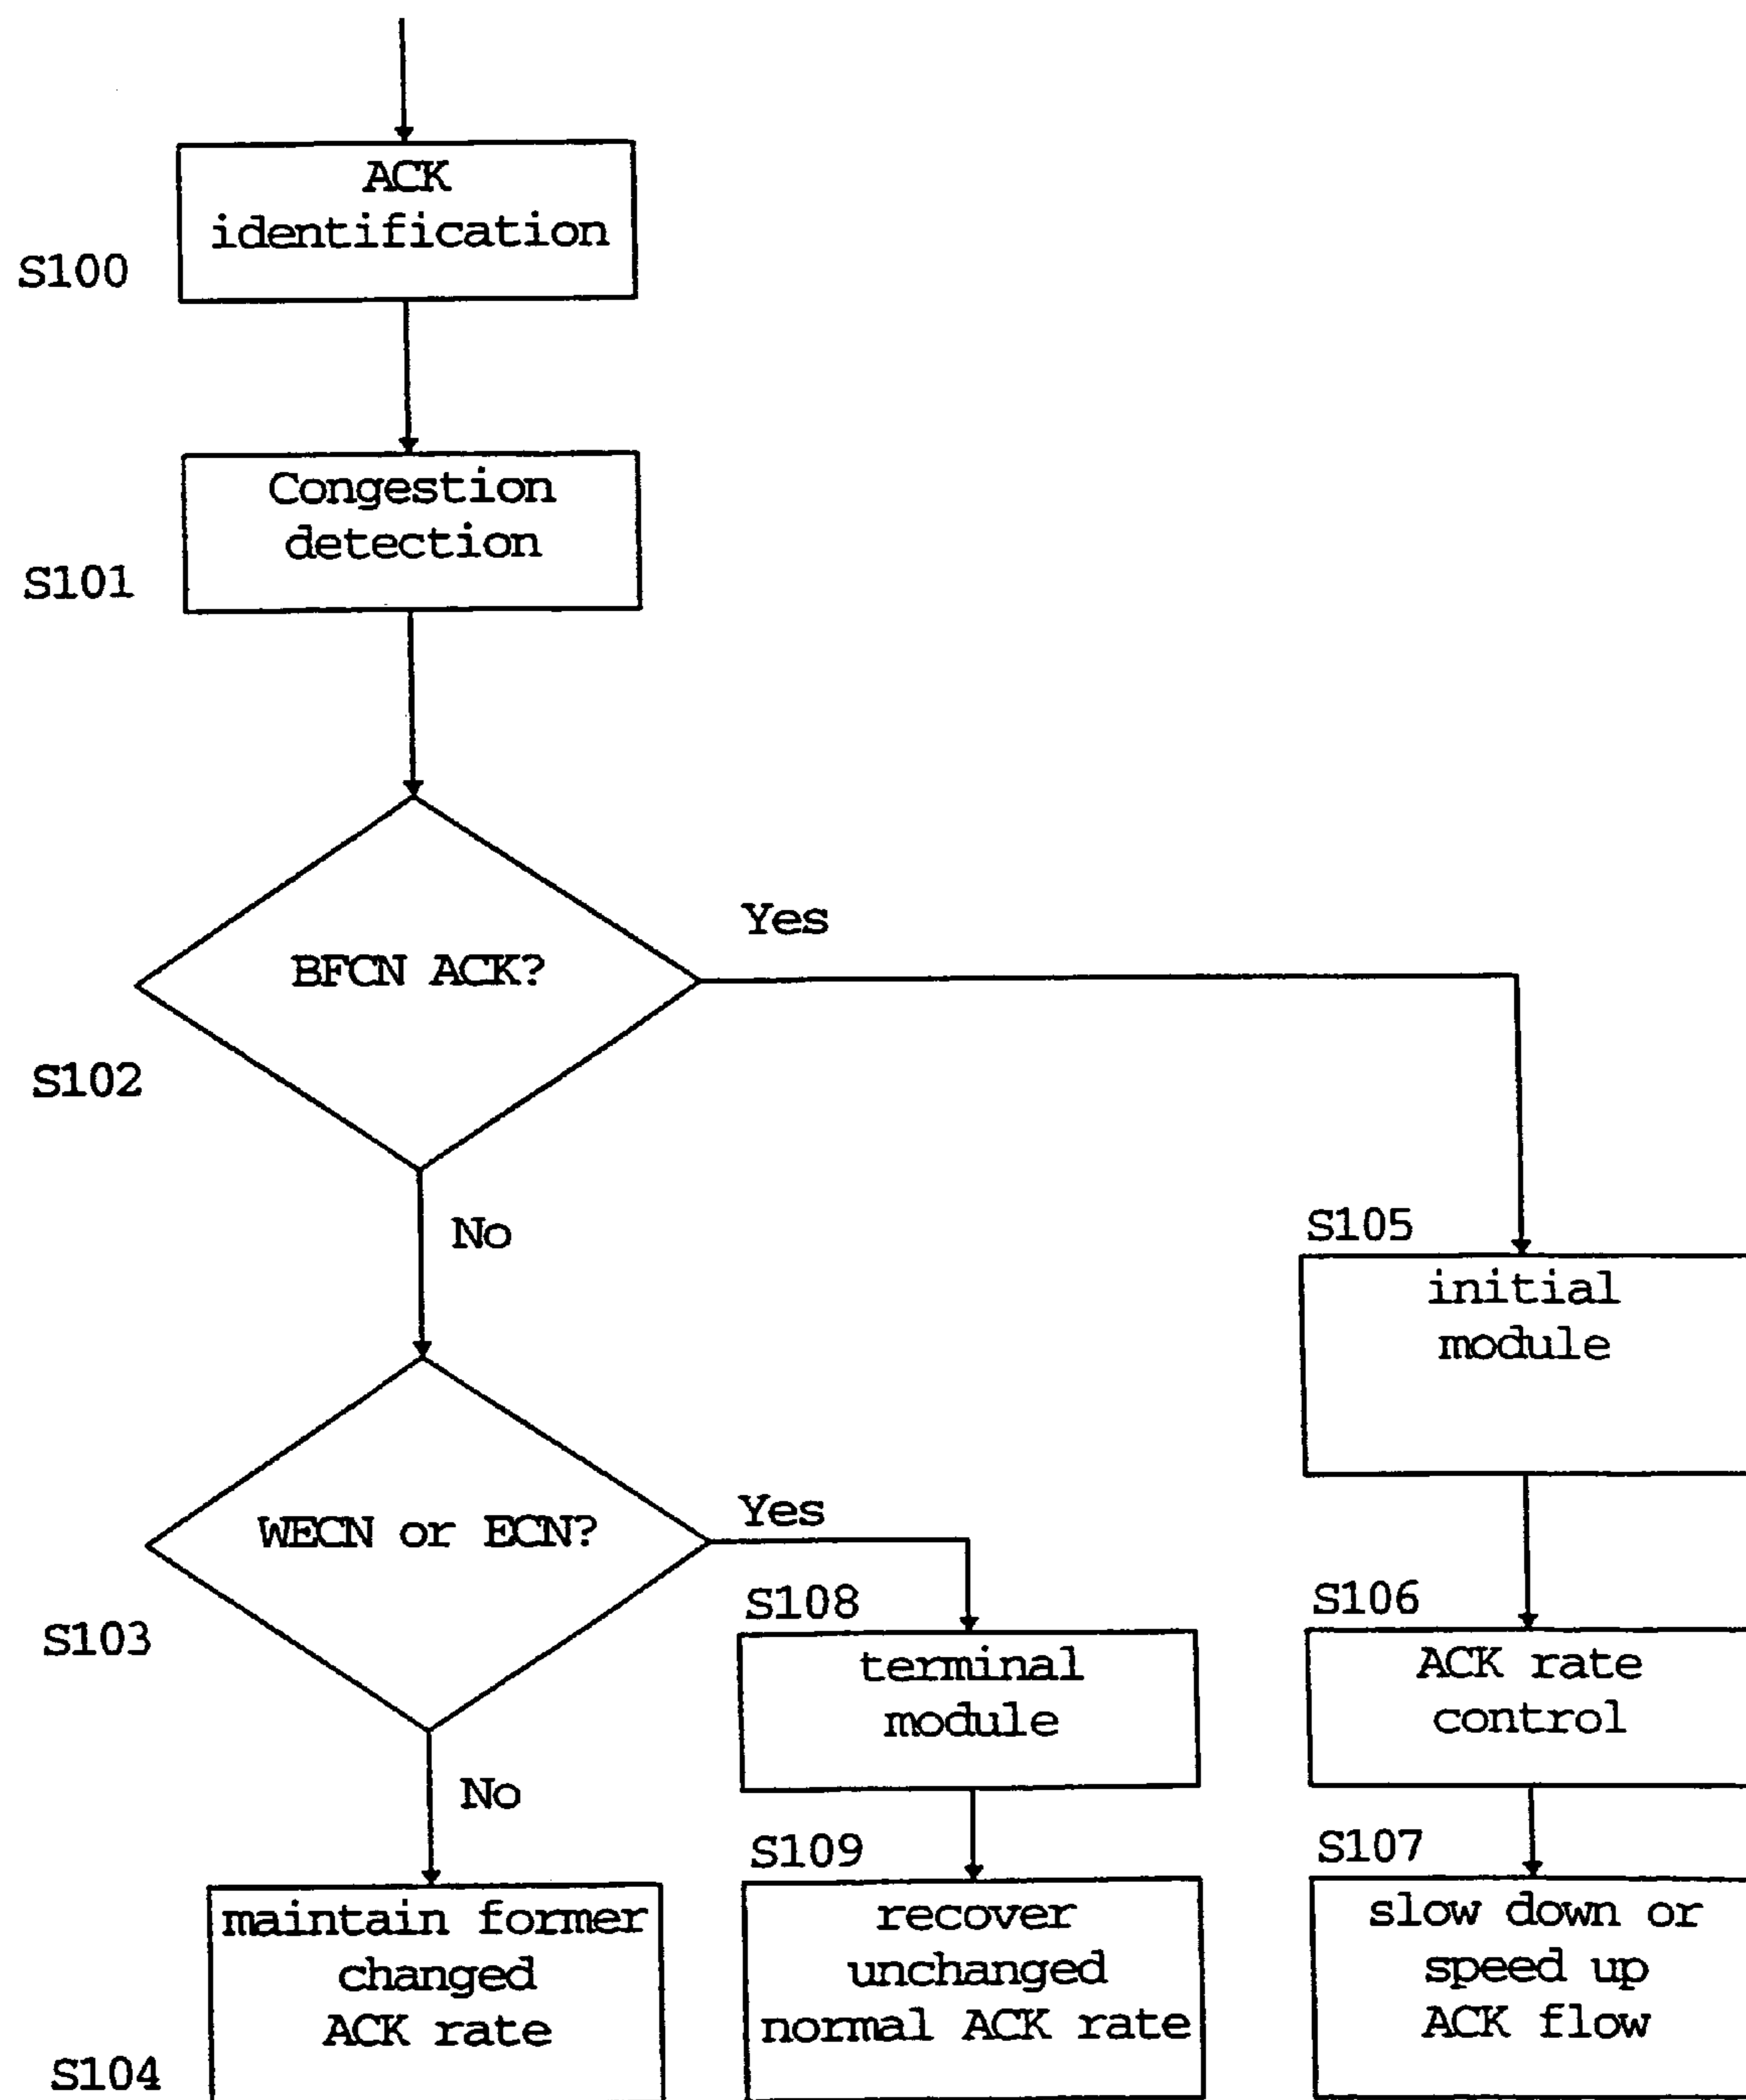 ACK
identification
S100
Congestion
detection
S101
Yes
BFCN ACK?
S102
No
S105
initial
module
Yes
WECN or ECN?
S103
S108
terminal
module
S106
ACK rate
control
No
S109
recover
unchanged
normal ACK rate
S107
slow down or
speed up
ACK flow
maintain former
changed
ACK rate
S104